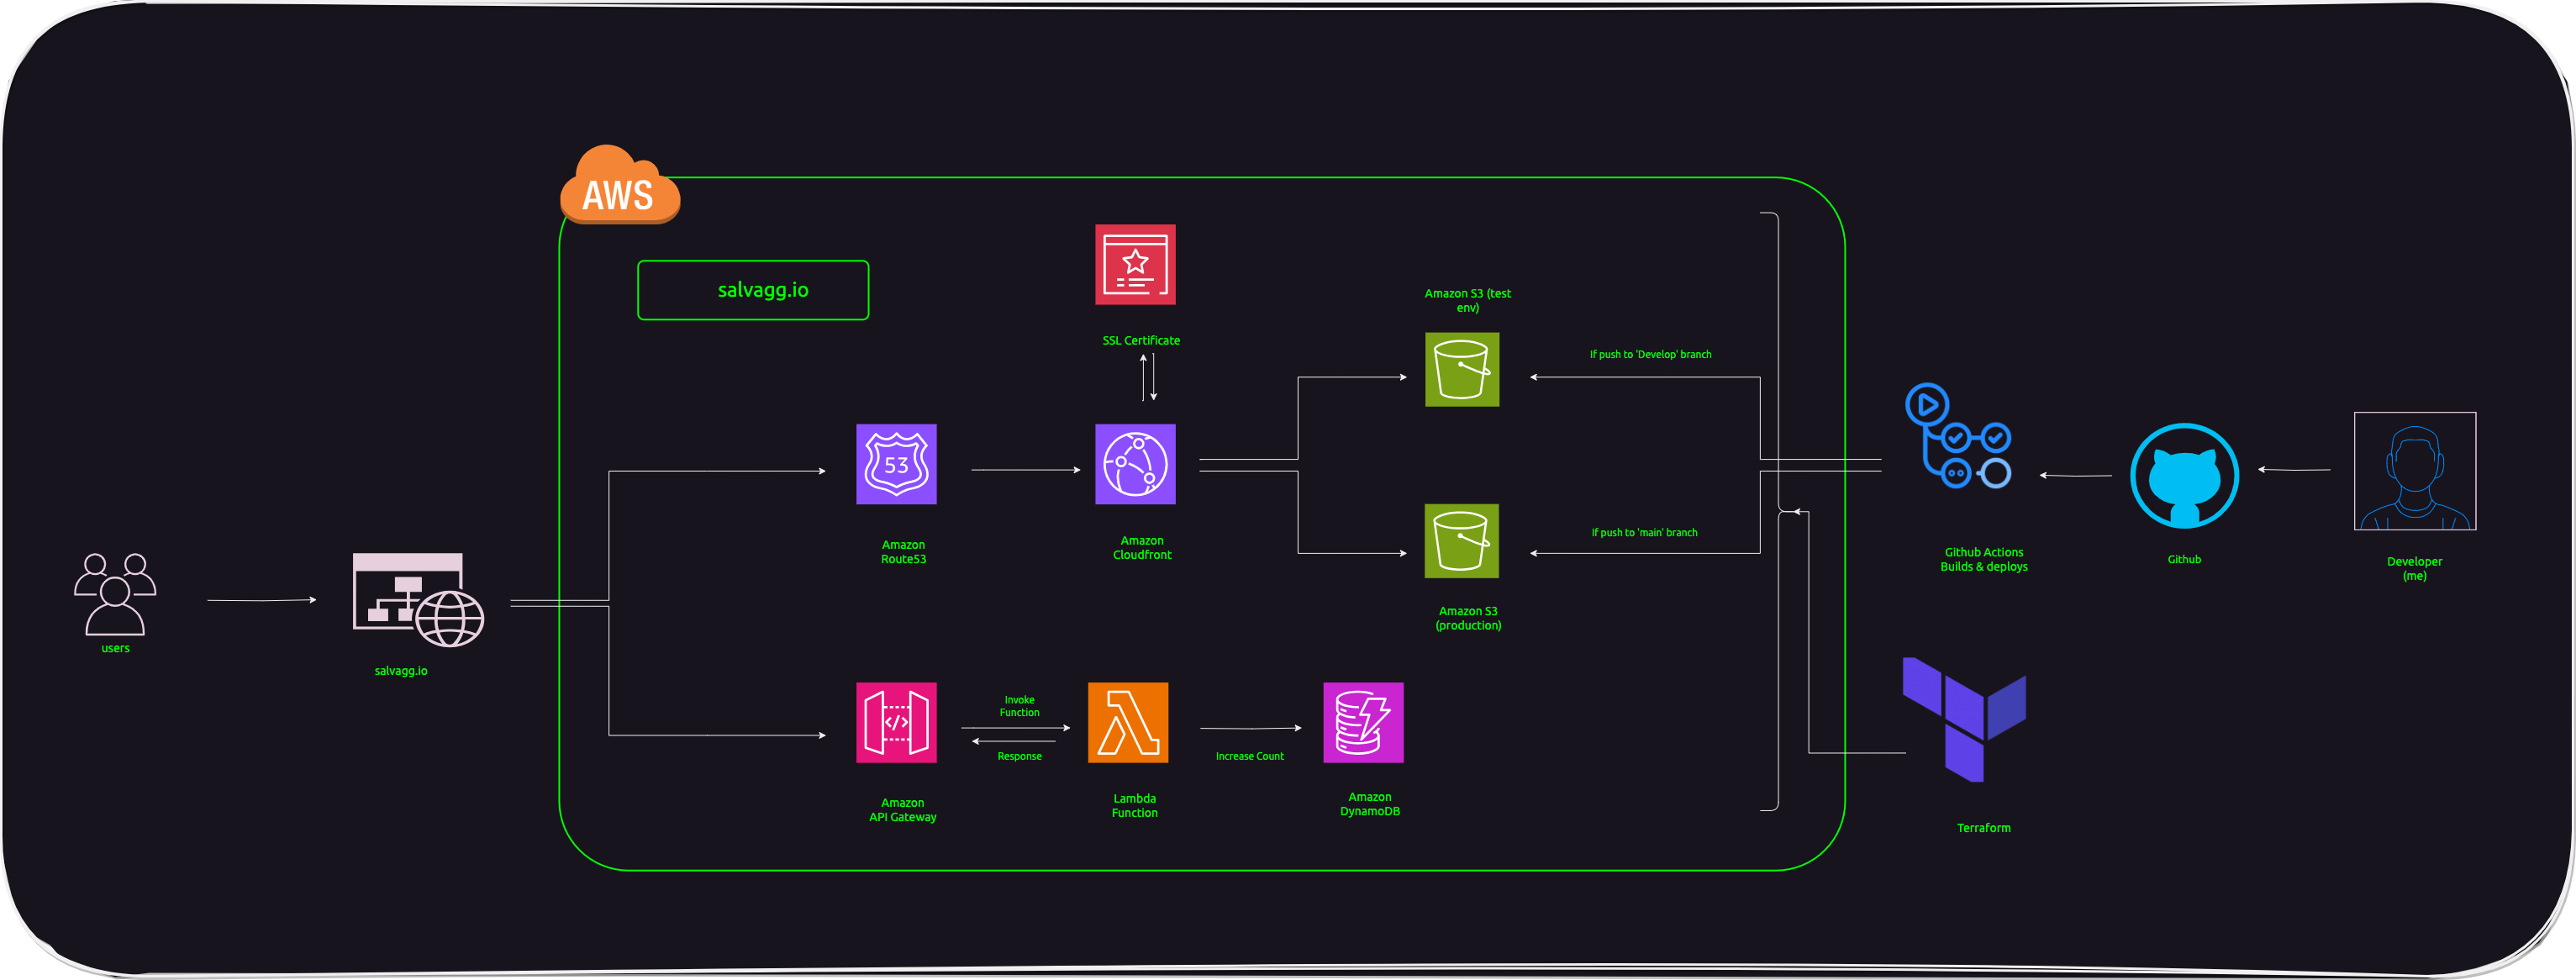 AWS
salvagg.io
SSL Certificate
Amazon S3 (test
env)
If push to 'Develop' branch
53
Amazon
Route53
Amazon
Cloudfront
If push to 'main' branch
Amazon S3
(production)
Github Actions
Builds & deploys
Github
Developer
(me)
users
salvagg.io
Invoke
Function
Response
Increase Count
Amazon
API Gateway
Lambda
Function
Amazon
DynamoDB
Terraform